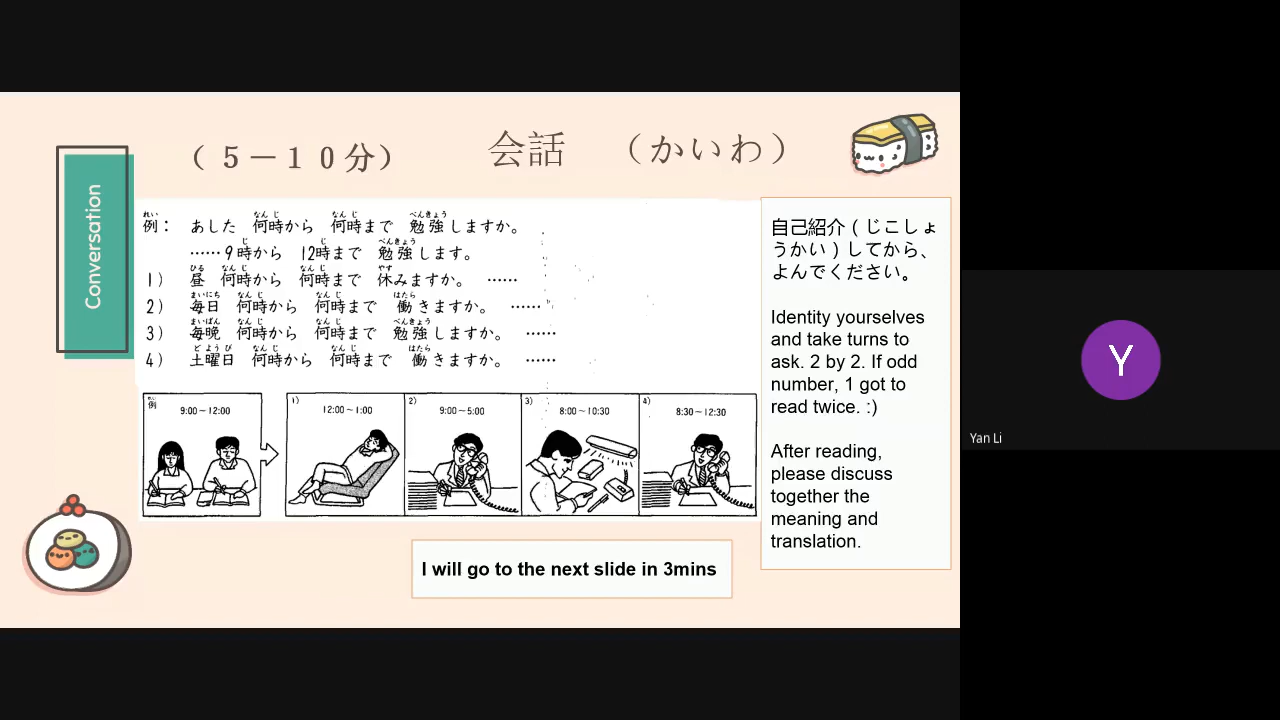 Conversation
（５－１０分）
会話　（かいわ）
例： あした 何時から 何時まで 勉強しますか。
……9時から 12時まで 勉強します。
1） 昼 何時から 何時まで 休みますか。 ……
2） 毎日 何時から 何時まで 働きますか。 ……
3） 毎晩 何時から 何時まで 勉強しますか。 ……
4） 土曜日 何時から 何時まで 働きますか。 ……
例
9:00～12:00
1)
12:00～1:00
2)
9:00～5:00
3)
8:00～10:30
4)
8:30～12:30
自己紹介（じこしょ
うかい）してから、
よんでください。
Identity yourselves
and take turns to
ask. 2 by 2. If odd
number, 1 got to
read twice. :)
After reading,
please discuss
together the
meaning and
translation.
I will go to the next slide in 3mins
Y
Yan Li